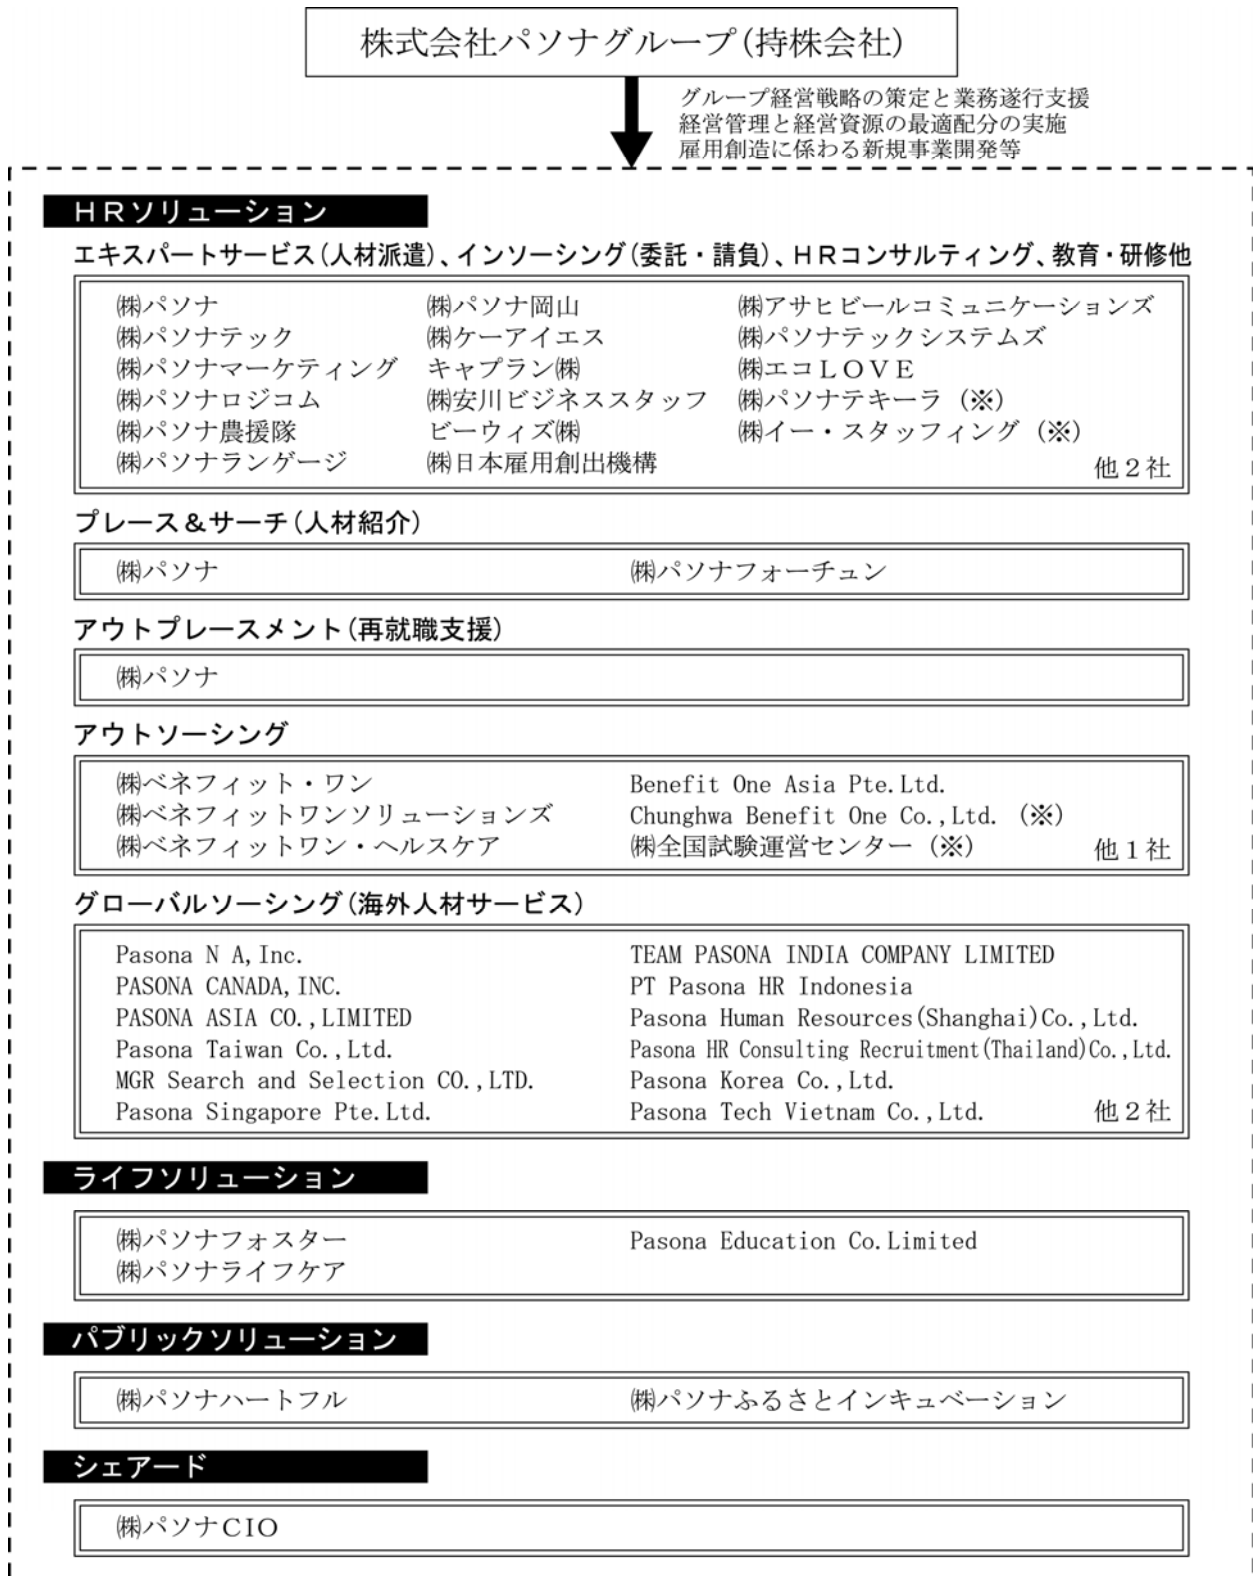 株式会社パソナグループ(持株会社)
グループ経営戦略の策定と業務遂行支援
経営管理と経営資源の最適配分の実施
雇用創造に係わる新規事業開発等
HRソリューション
エキスパートサービス(人材派遣)、インソーシング(委託・請負)、HRコンサルティング、教育・研修他
㈱パソナ ㈱パソナ岡山 ㈱アサヒビールコミュニケーションズ
㈱パソナテック ㈱ケーアイエス ㈱パソナテックシステムズ
㈱パソナマーケティング キャプラン㈱ ㈱エコLOVE
㈱パソナロジコム ㈱安川ビジネススタッフ ㈱パソナテキーラ(※)
㈱パソナ農援隊 ビーウィズ㈱ ㈱イー・スタッフィング(※)
㈱パソナランゲージ ㈱日本雇用創出機構 他2社
プレース&サーチ(人材紹介)
㈱パソナ ㈱パソナフォーチュン
アウトプレースメント(再就職支援)
㈱パソナ
アウトソーシング
㈱ベネフィット・ワン Benefit One Asia Pte.Ltd.
㈱ベネフィットワンソリューションズ Chunghwa Benefit One Co.,Ltd.(※)
㈱ベネフィットワン・ヘルスケア ㈱全国試験運営センター(※) 他1社
グローバルソーシング(海外人材サービス)
Pasona N A,Inc. TEAM PASONA INDIA COMPANY LIMITED
PASONA CANADA,INC. PT Pasona HR Indonesia
PASONA ASIA CO.,LIMITED Pasona Human Resources(Shanghai)Co.,Ltd.
Pasona Taiwan Co.,Ltd. Pasona HR Consulting Recruitment(Thailand)Co.,Ltd.
MGR Search and Selection CO.,LTD. Pasona Korea Co.,Ltd.
Pasona Singapore Pte.Ltd. Pasona Tech Vietnam Co.,Ltd. 他2社
ライフソリューション
㈱パソナフォスター Pasona Education Co.Limited
㈱パソナライフケア
パブリックソリューション
㈱パソナハートフル ㈱パソナふるさとインキュベーション
シェアード
㈱パソナCIO